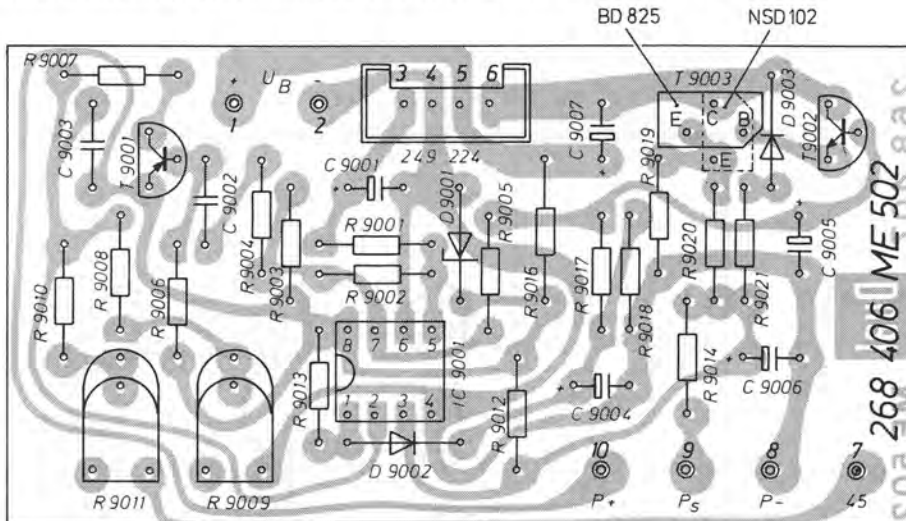 BD 825 NSD102
R 9007
+ U B - 3 4 5 6
1 2
T 9003
E C B
E
D 9003
T 9002
C 9003
T 9001
C 9002
249 224
C 9007
R 9019
C 9001
+
D 9001
R 9005
R 9004
R 9003
R 9001
R 9002
R 9016
R 9017
R 9018
R 9020
R 9021
+
C 9005
R 9010
R 9008
R 9006
R 9013
8 7 6 5
1 2 3 4
IC 9001
R 9012
+
C 9004
R 9014
+
C 9006
R 9011
R 9009
D 9002
10 9 8 7
P+ Ps P- 45
268 406 ME 502